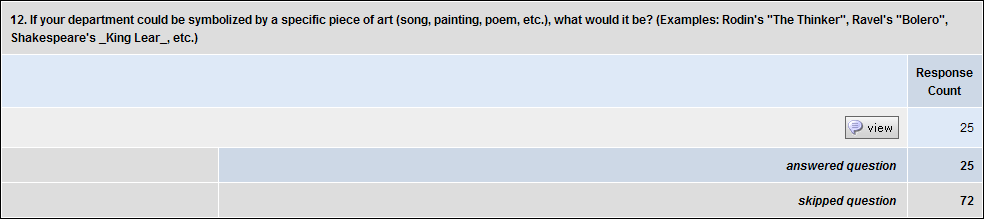 12. If your department could be symbolized by a specific piece of art (song, painting, poem, etc.), what would it be? (Examples: Rodin's "The Thinker", Ravel's "Bolero",
Shakespeare's _King Lear_, etc.)
Response
Count
view 25
answered question 25
skipped question 72